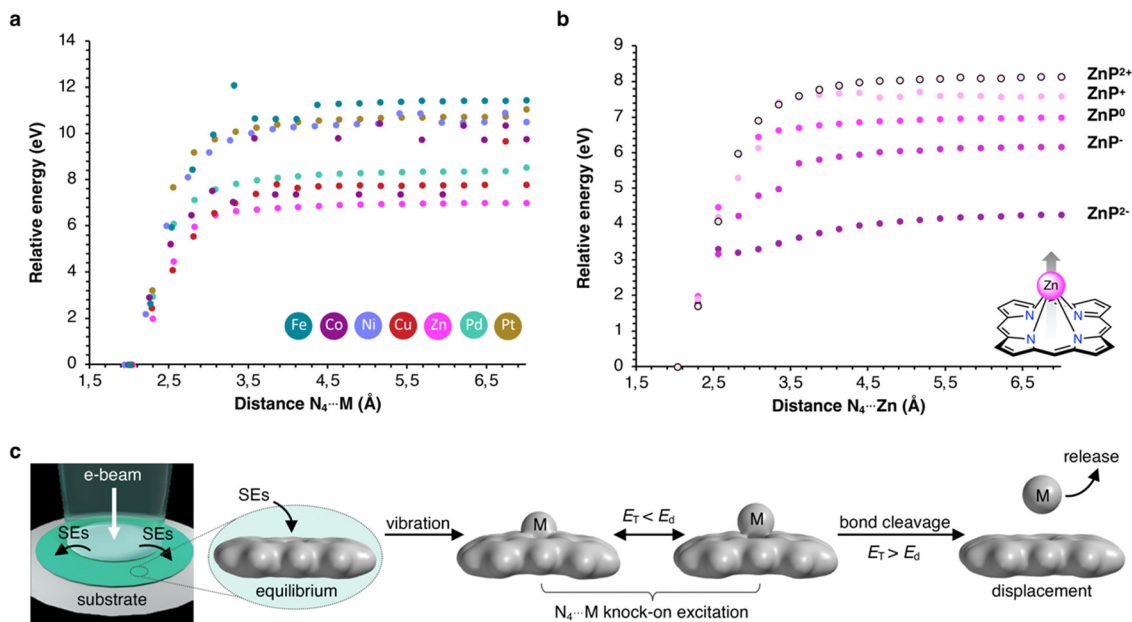 a
14
12
10
8
6
4
2
0
Relative energy (eV)
1,5 2,5 3,5 4,5 5,5 6,5
Distance N₄···M (Å)
Fe Co Ni Cu Zn Pd Pt
b
9
8
7
6
5
4
3
2
1
0
Relative energy (eV)
1,5 2,5 3,5 4,5 5,5 6,5
Distance N₄···Zn (Å)
ZnP²⁺
ZnP⁺
ZnP⁰
ZnP⁻
ZnP²⁻
Zn
N N
N N
c
e-beam
SEs SEs
substrate
SEs
equilibrium
vibration
M
E_T < E_d
M
N₄···M knock-on excitation
bond cleavage
E_T > E_d
M
release
displacement